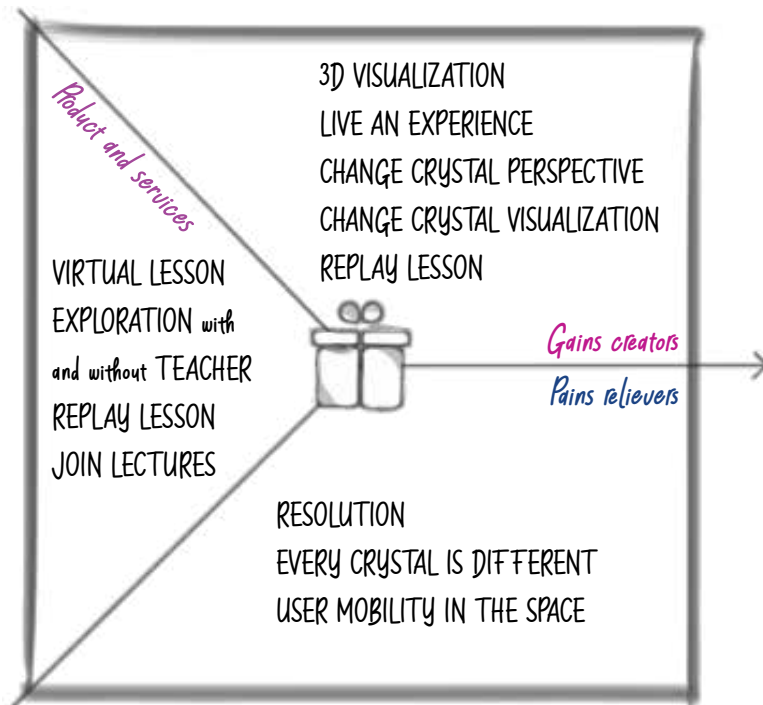 Product and services
3D VISUALIZATION
LIVE AN EXPERIENCE
CHANGE CRYSTAL PERSPECTIVE
CHANGE CRYSTAL VISUALIZATION
REPLAY LESSON
VIRTUAL LESSON
EXPLORATION with
and without TEACHER
REPLAY LESSON
JOIN LECTURES
Gains creators
Pains relievers
RESOLUTION
EVERY CRYSTAL IS DIFFERENT
USER MOBILITY IN THE SPACE